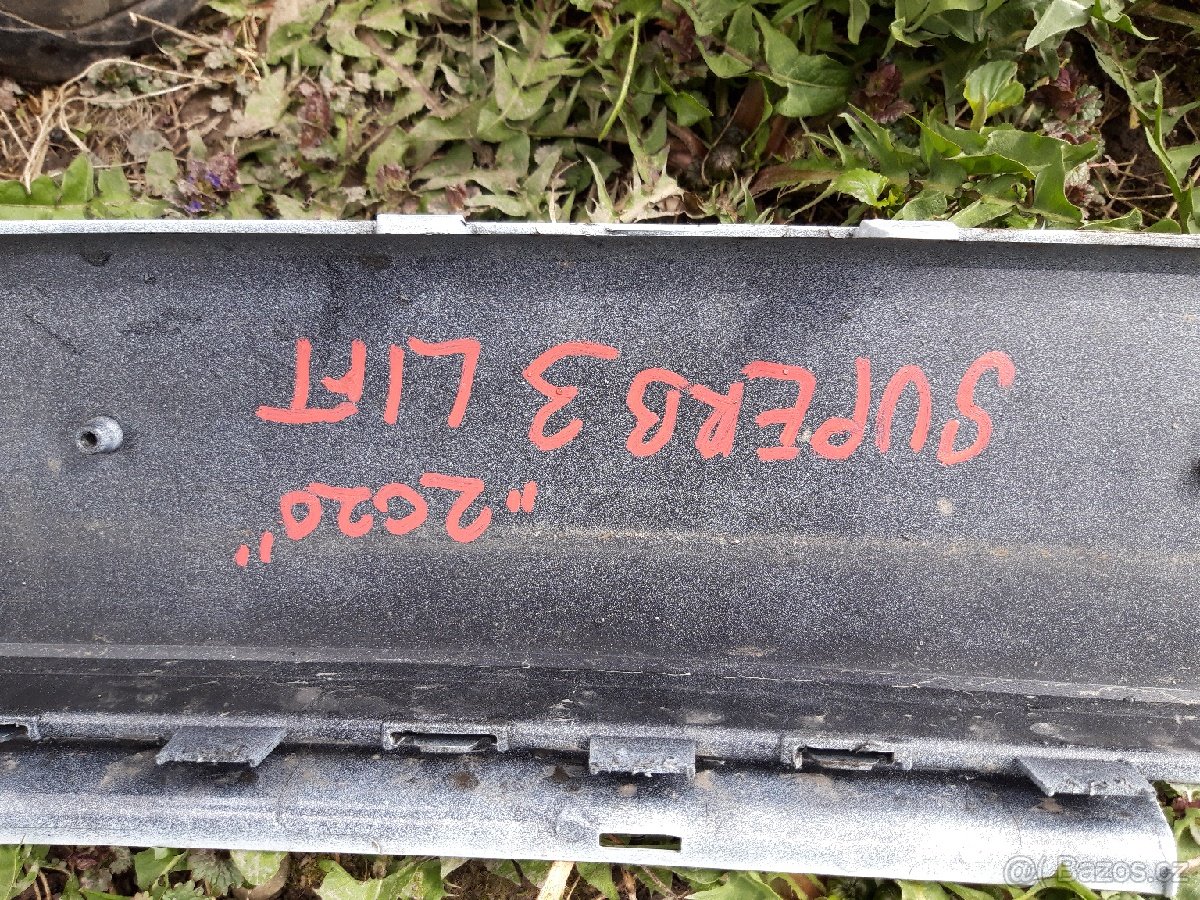 SUPERB 3 LIFT
"2020"
Bazos.cz